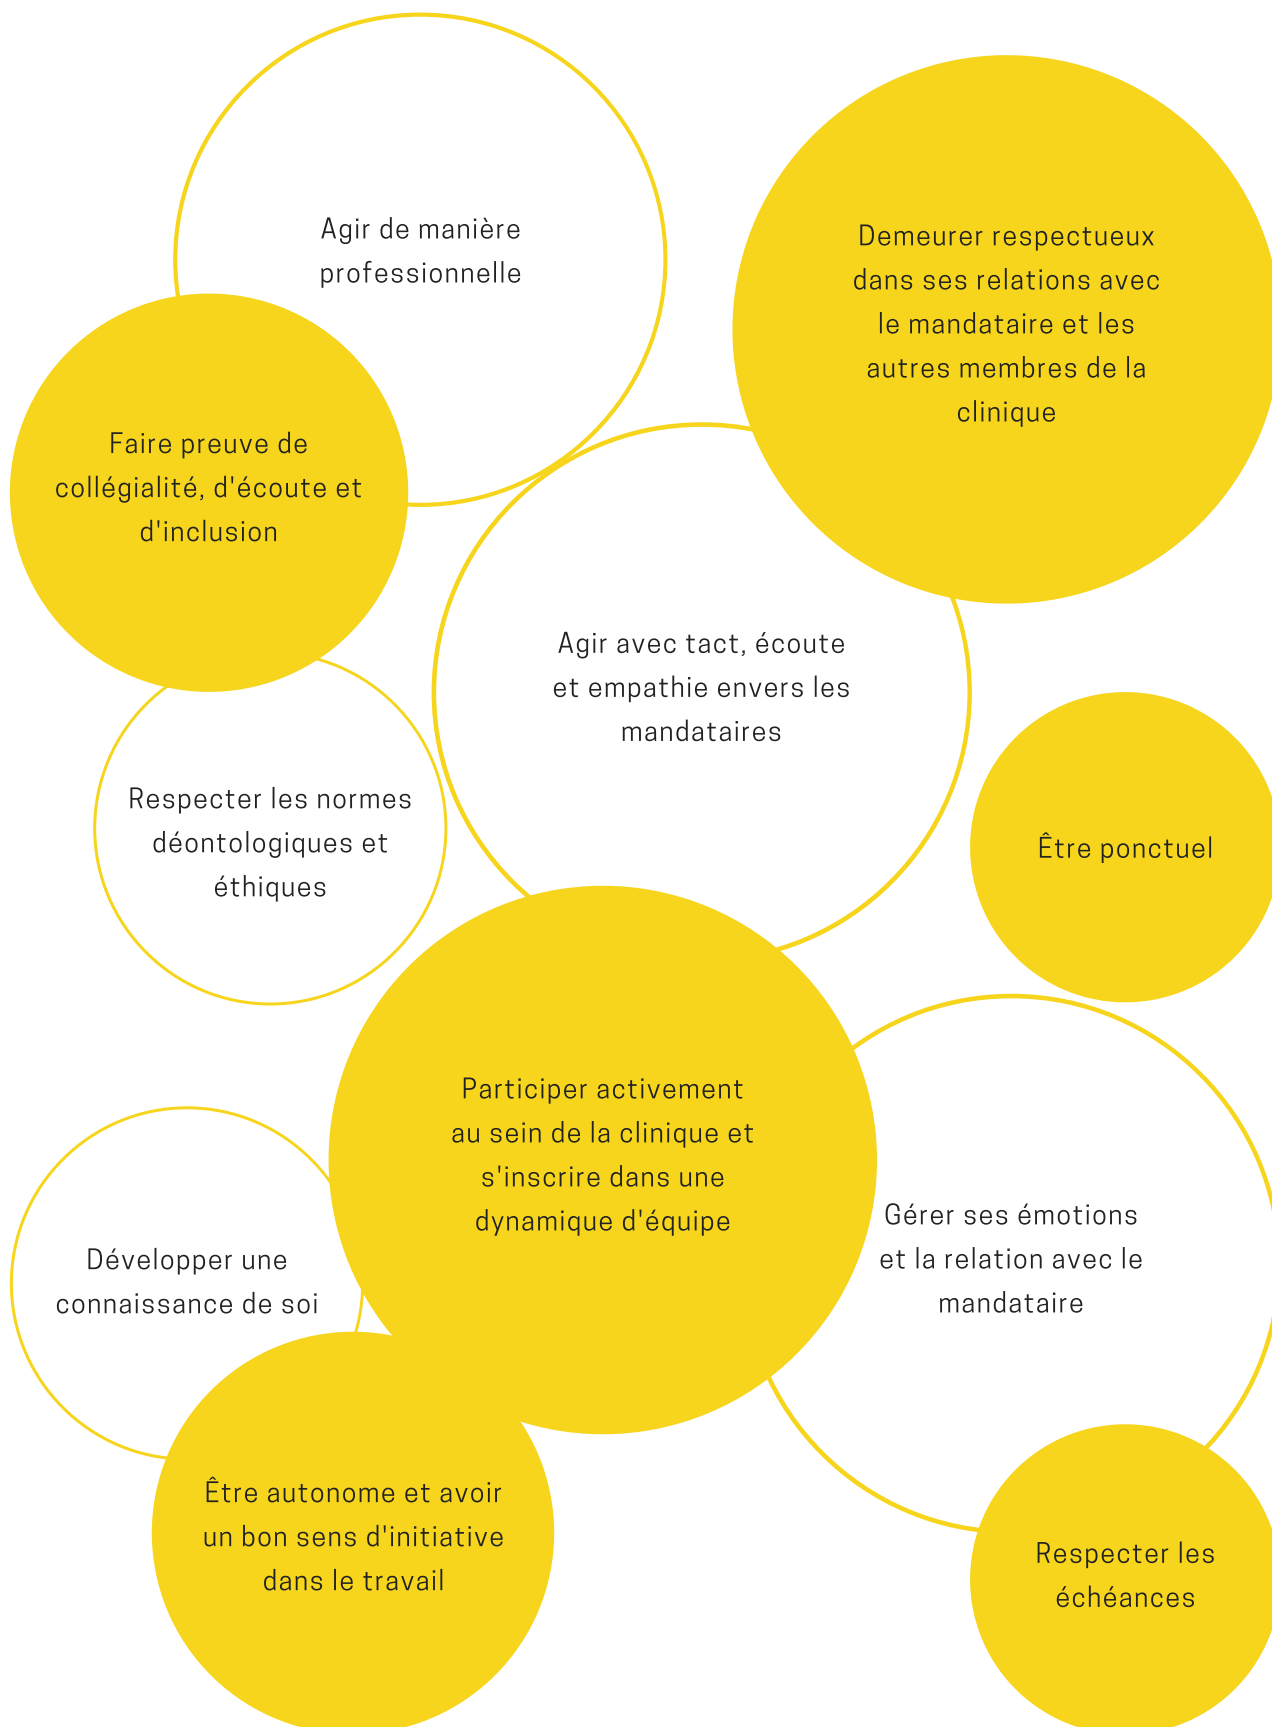 Agir de manière
professionnelle
Demeurer respectueux
dans ses relations avec
le mandataire et les
autres membres de la
clinique
Faire preuve de
collégialité, d'écoute et
d'inclusion
Agir avec tact, écoute
et empathie envers les
mandataires
Respecter les normes
déontologiques et
éthiques
Être ponctuel
Participer activement
au sein de la clinique et
s'inscrire dans une
dynamique d'équipe
Gérer ses émotions
et la relation avec le
mandataire
Développer une
connaissance de soi
Être autonome et avoir
un bon sens d'initiative
dans le travail
Respecter les
échéances